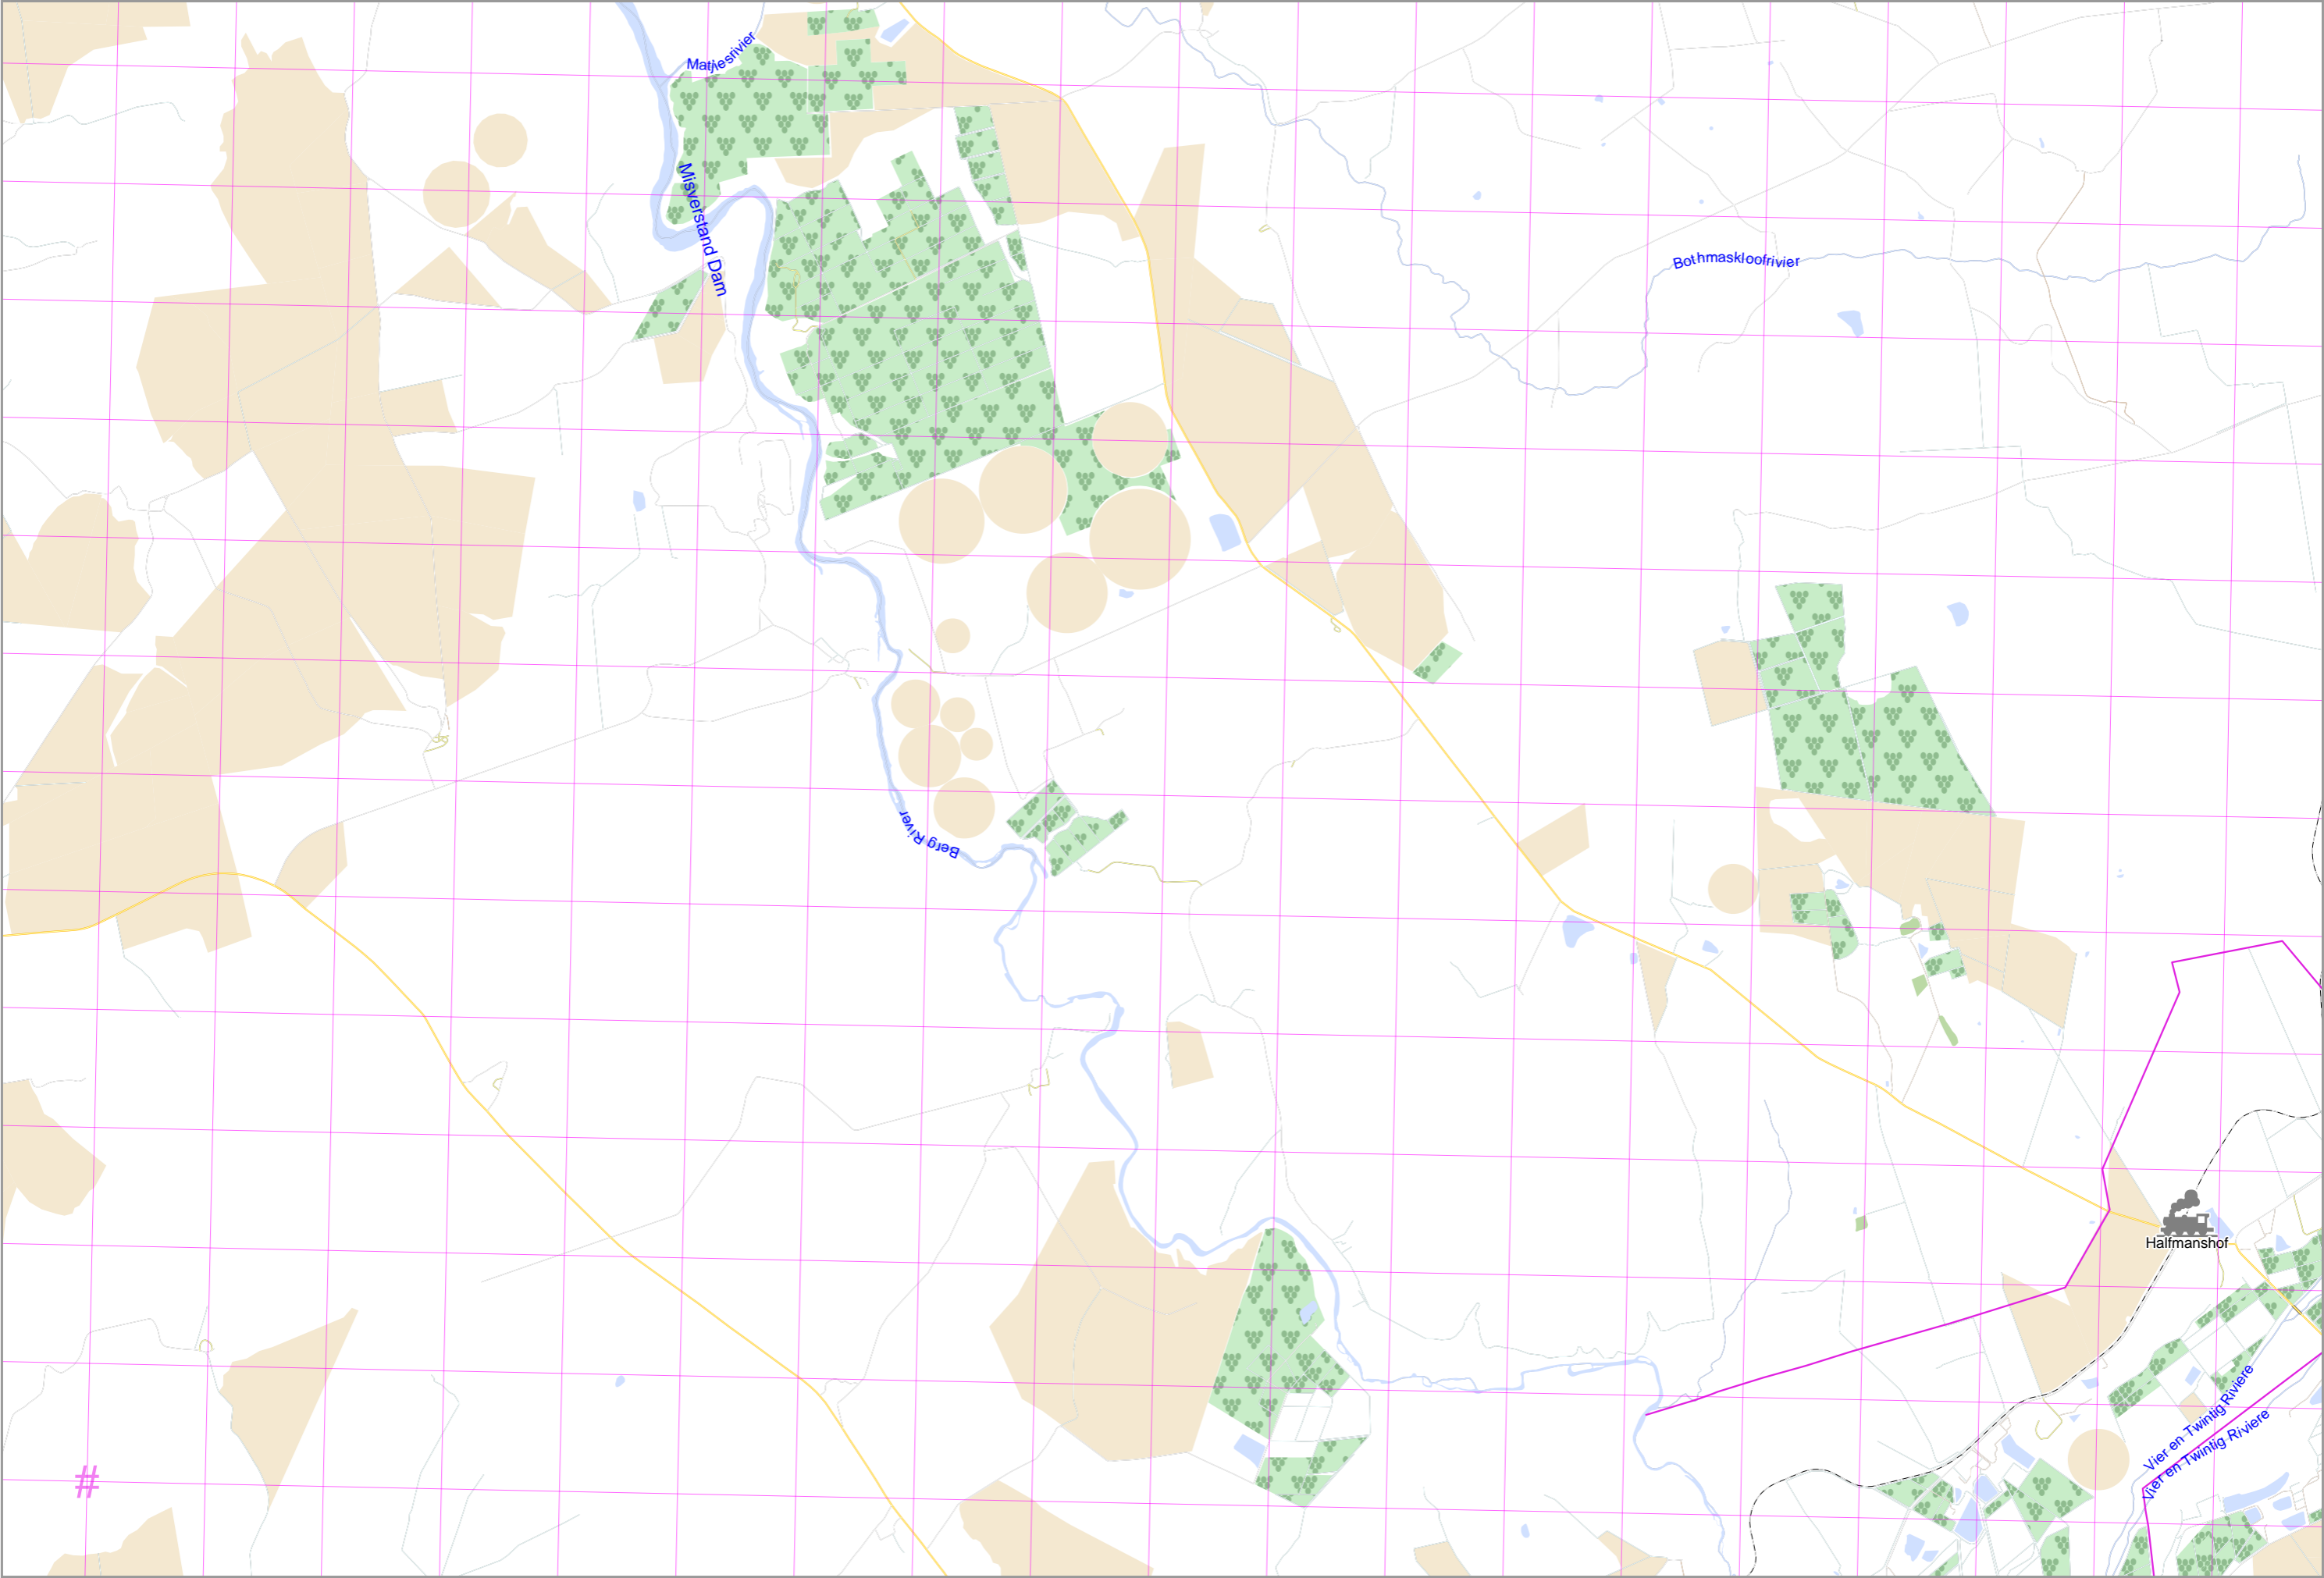 Matjiesrivier
Misverstand Dam
Bothmaskloofrivier
Berg River
Halfmanshof
Vier en Twintig Riviere
Vier en Twintig Riviere
#